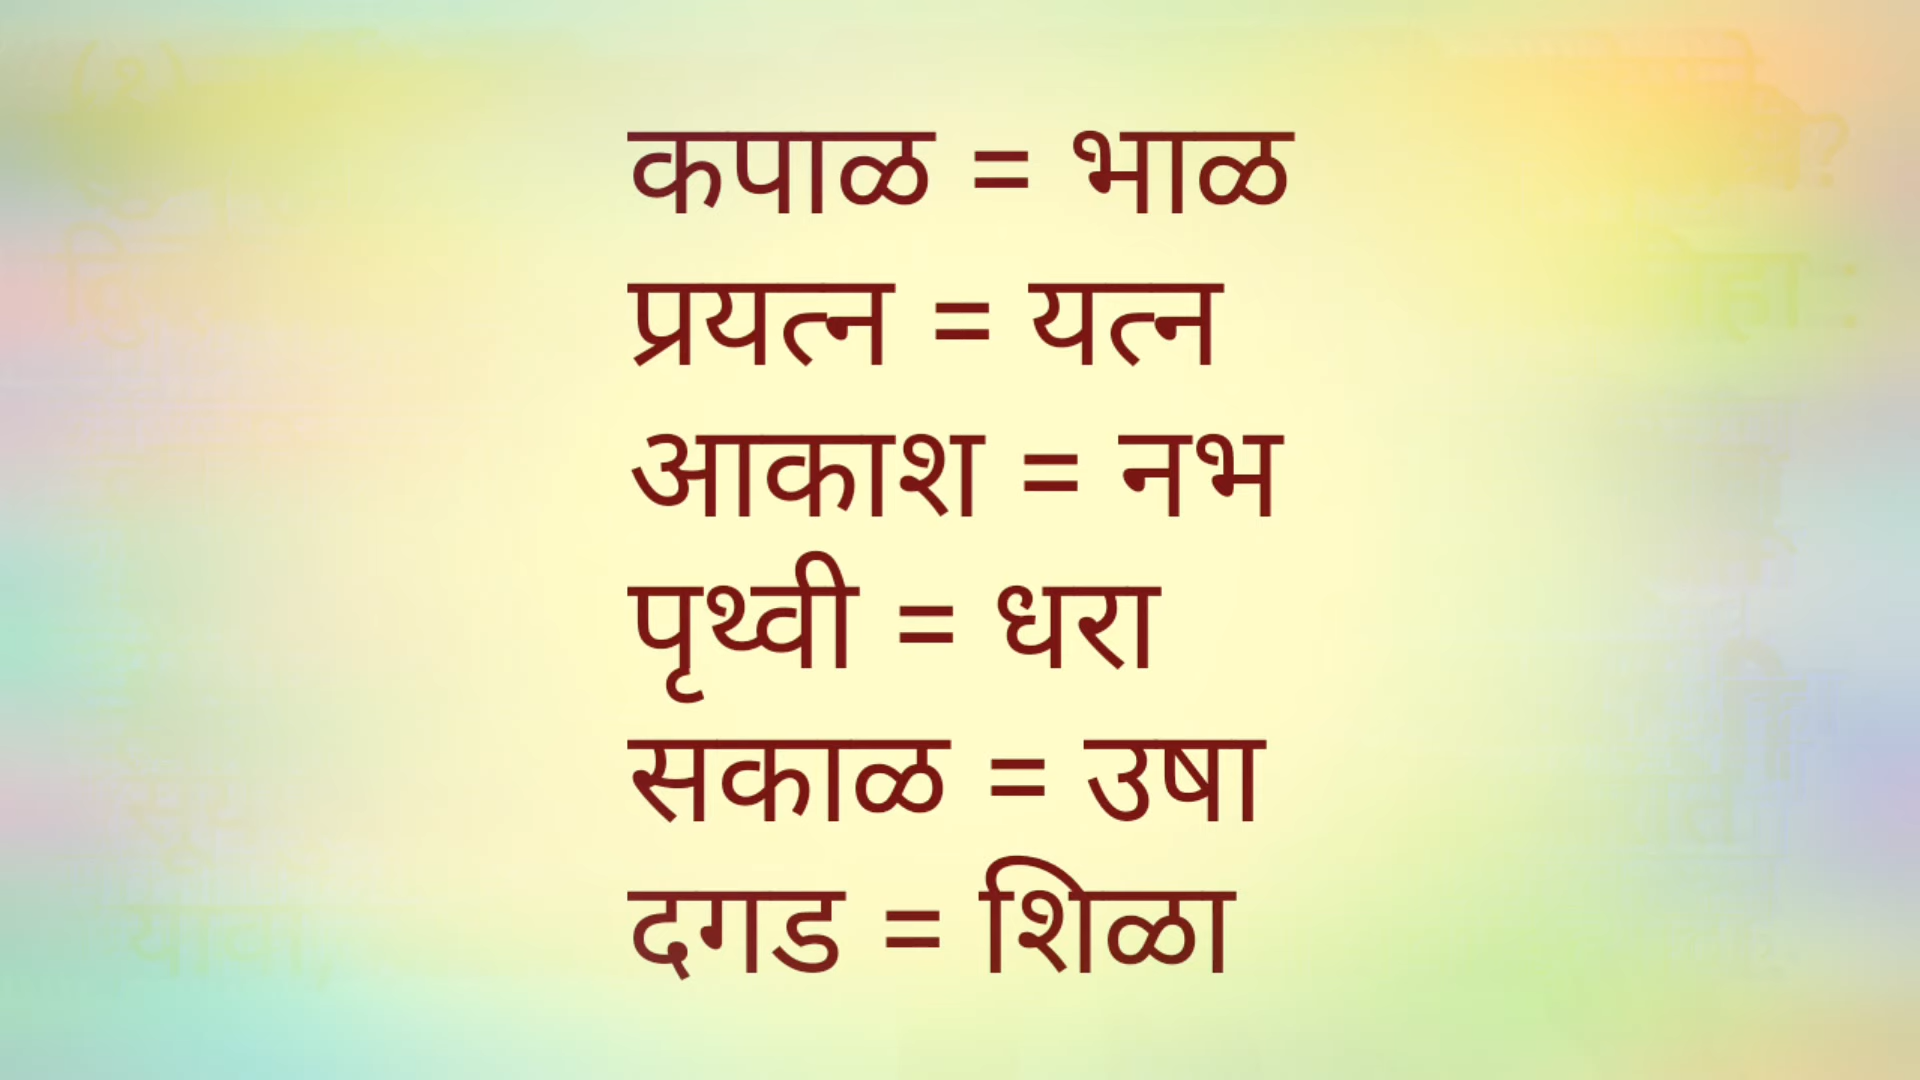 कपाळ = भाळ
प्रयत्न = यत्न
आकाश = नभ
पृथ्वी = धरा
सकाळ = उषा
दगड = शिळा